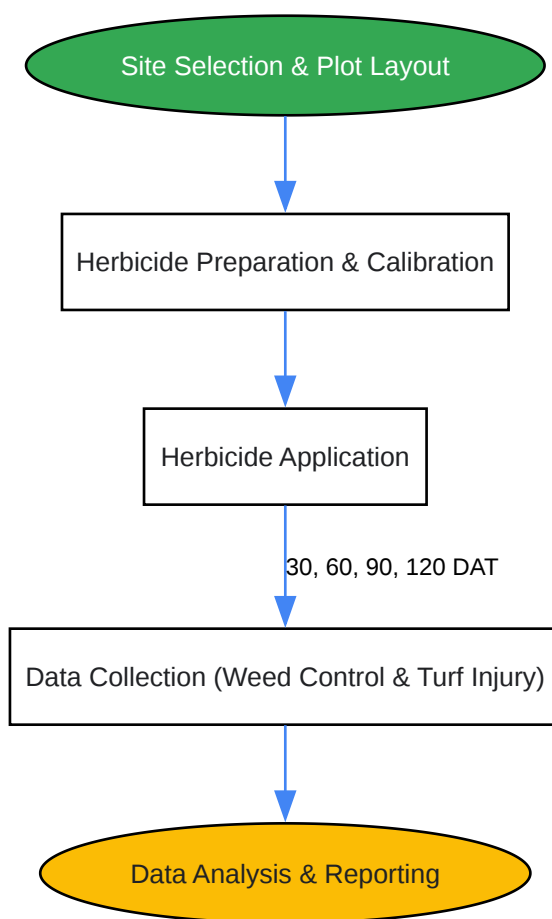 Site Selection & Plot Layout
Herbicide Preparation & Calibration
Herbicide Application
30, 60, 90, 120 DAT
Data Collection (Weed Control & Turf Injury)
Data Analysis & Reporting